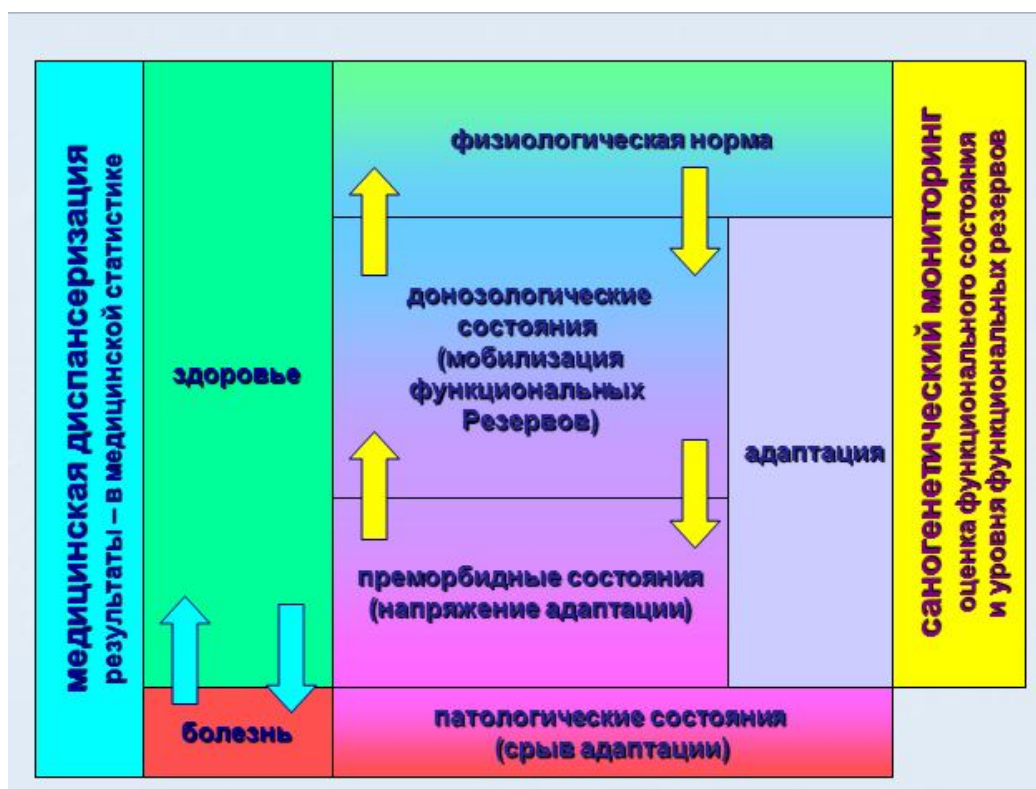 медицинская диспансеризация
результаты – в медицинской статистике
здоровье
болезнь
физиологическая норма
донозологические
состояния
(мобилизация
функциональных
Резервов)
преморбидные состояния
(напряжение адаптации)
патологические состояния
(срыв адаптации)
адаптация
саногенетический мониторинг
оценка функционального состояния
и уровня функциональных резервов